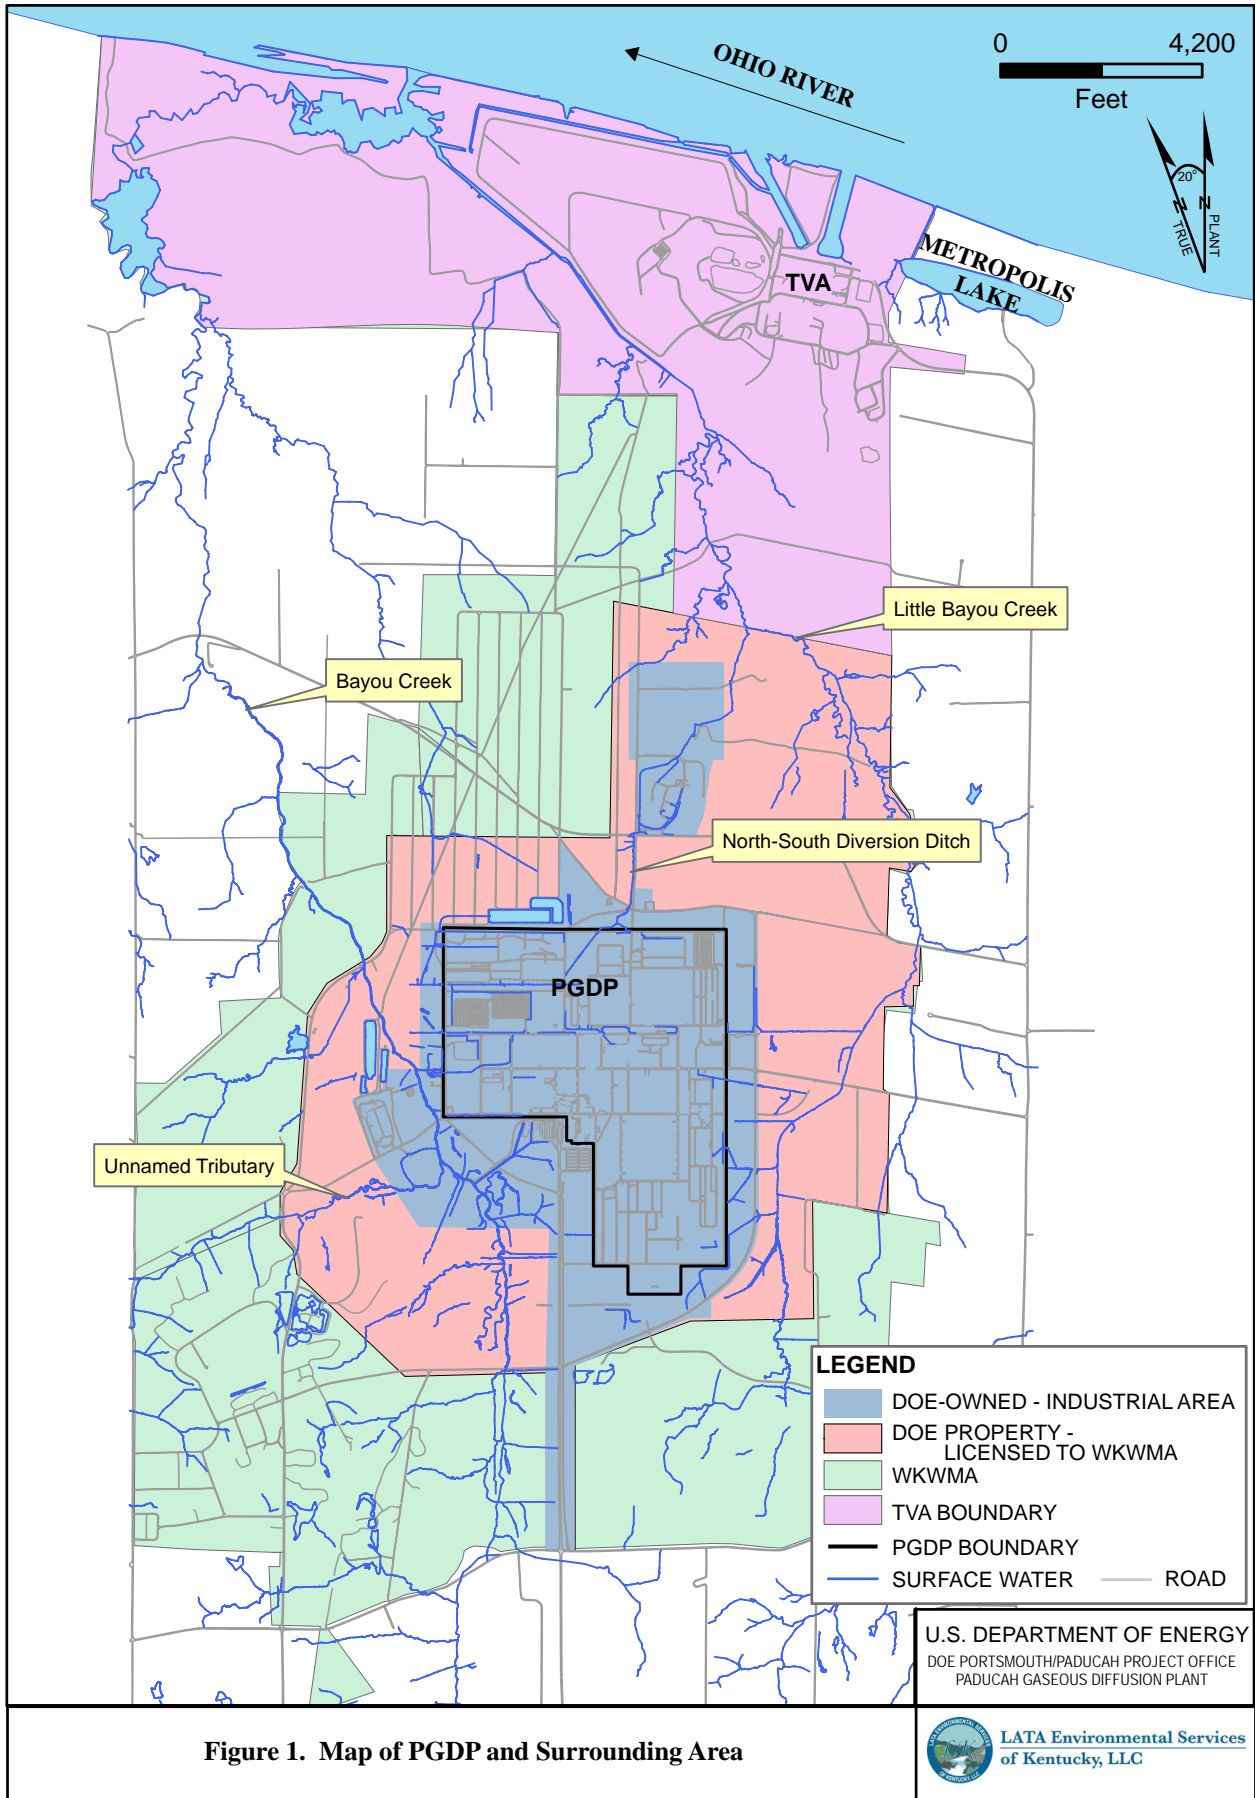 0 4,200
Feet
OHIO RIVER
20°
N
TRUE
N
PLANT
METROPOLIS
LAKE
TVA
Little Bayou Creek
Bayou Creek
North-South Diversion Ditch
PGDP
Unnamed Tributary
LEGEND
DOE-OWNED - INDUSTRIAL AREA
DOE PROPERTY -
LICENSED TO WKWMA
WKWMA
TVA BOUNDARY
PGDP BOUNDARY
SURFACE WATER ROAD
U.S. DEPARTMENT OF ENERGY
DOE PORTSMOUTH/PADUCAH PROJECT OFFICE
PADUCAH GASEOUS DIFFUSION PLANT
Figure 1. Map of PGDP and Surrounding Area
LATA Environmental Services
of Kentucky, LLC